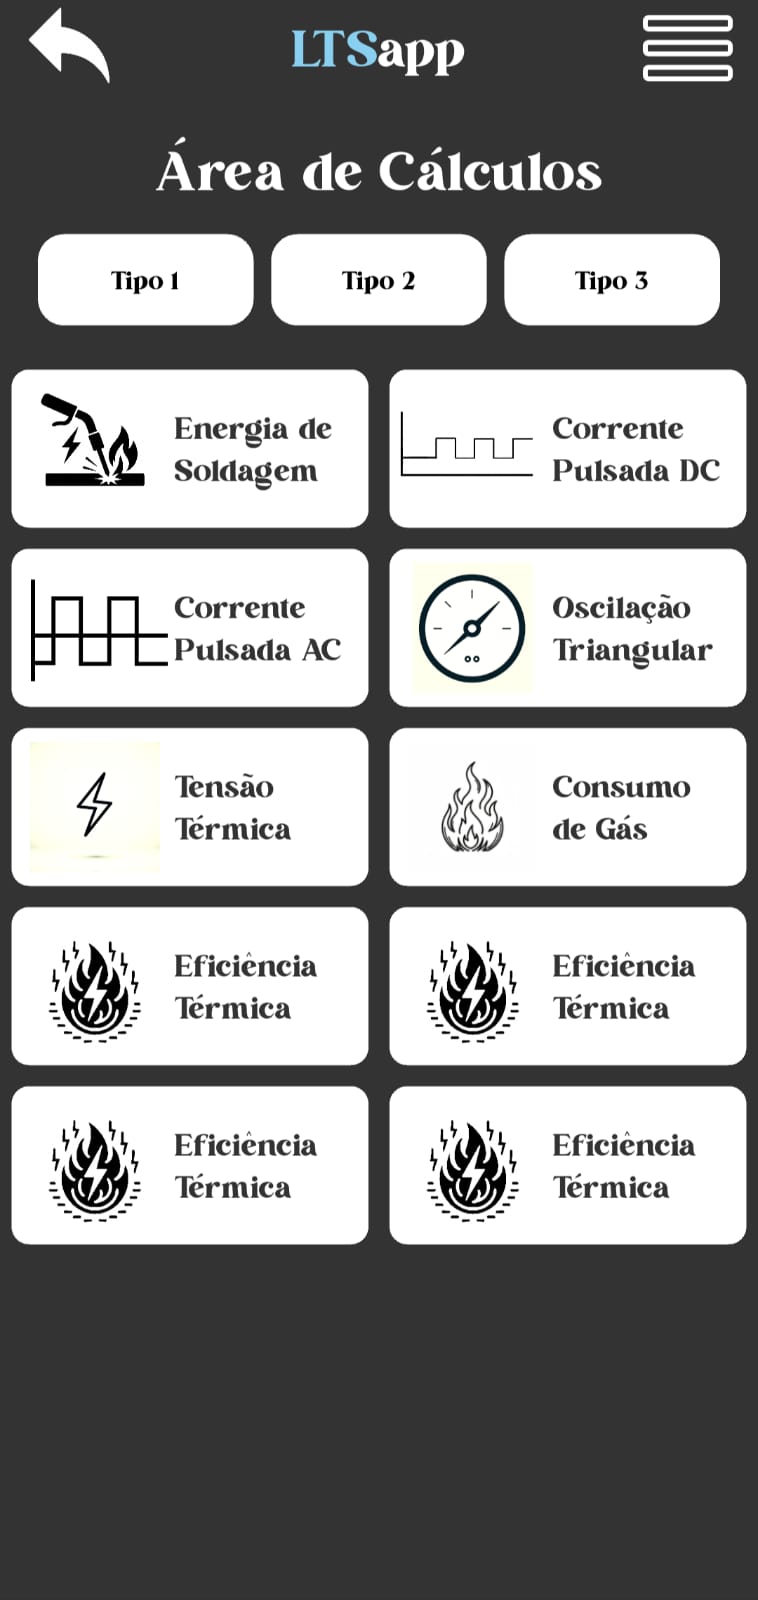 LTSapp
Área de Cálculos
Tipo 1
Tipo 2
Tipo 3
Energia de
Soldagem
Corrente
Pulsada DC
Corrente
Pulsada AC
Oscilação
Triangular
Tensão
Térmica
Consumo
de Gás
Eficiência
Térmica
Eficiência
Térmica
Eficiência
Térmica
Eficiência
Térmica